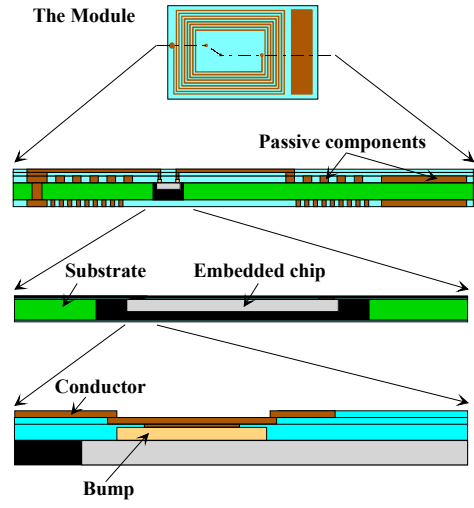 The Module
Passive components
Substrate
Embedded chip
Conductor
Bump